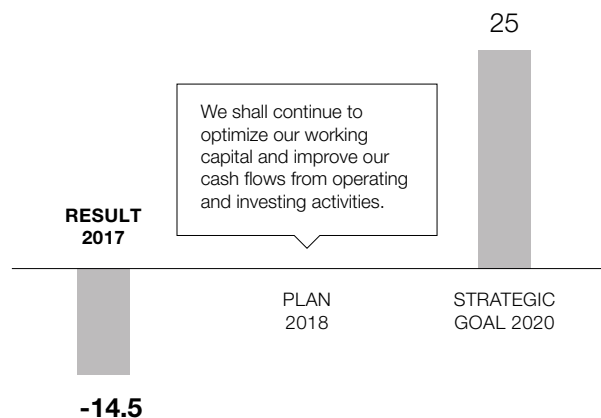 25
We shall continue to
optimize our working
capital and improve our
cash flows from operating
and investing activities.
RESULT
2017
PLAN
2018
STRATEGIC
GOAL 2020
-14.5